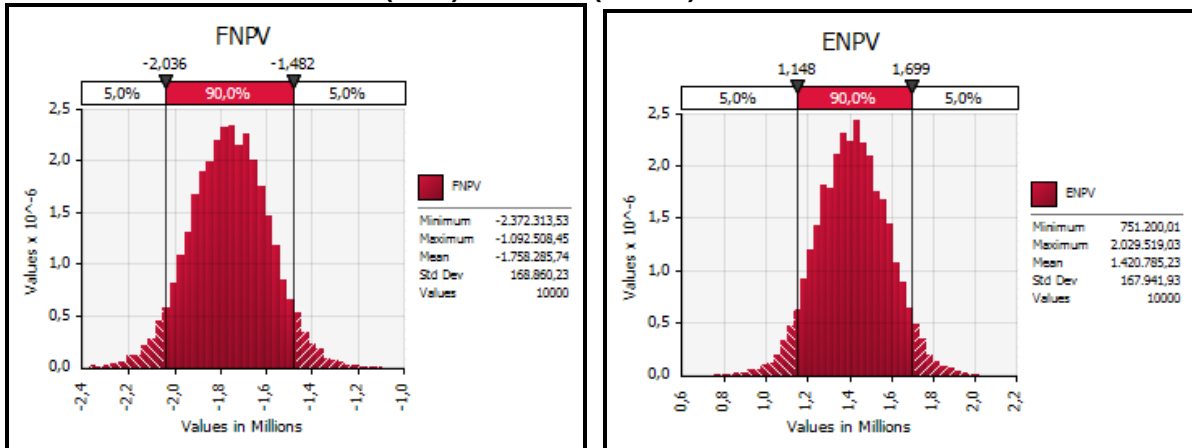 FNPV
-2,036 -1,482
5,0% 90,0% 5,0%
2,5
2,0
1,5
1,0
0,5
0,0
Values x 10^-6
-2,4 -2,2 -2,0 -1,8 -1,6 -1,4 -1,2 -1,0
Values in Millions
FNPV
Minimum -2.372.313,53
Maximum -1.092.508,45
Mean -1.758.285,74
Std Dev 168.860,23
Values 10000
ENPV
1,148 1,699
5,0% 90,0% 5,0%
2,5
2,0
1,5
1,0
0,5
0,0
Values x 10^-6
0,6 0,8 1,0 1,2 1,4 1,6 1,8 2,0 2,2
Values in Millions
ENPV
Minimum 751.200,01
Maximum 2.029.519,03
Mean 1.420.785,23
Std Dev 167.941,93
Values 10000